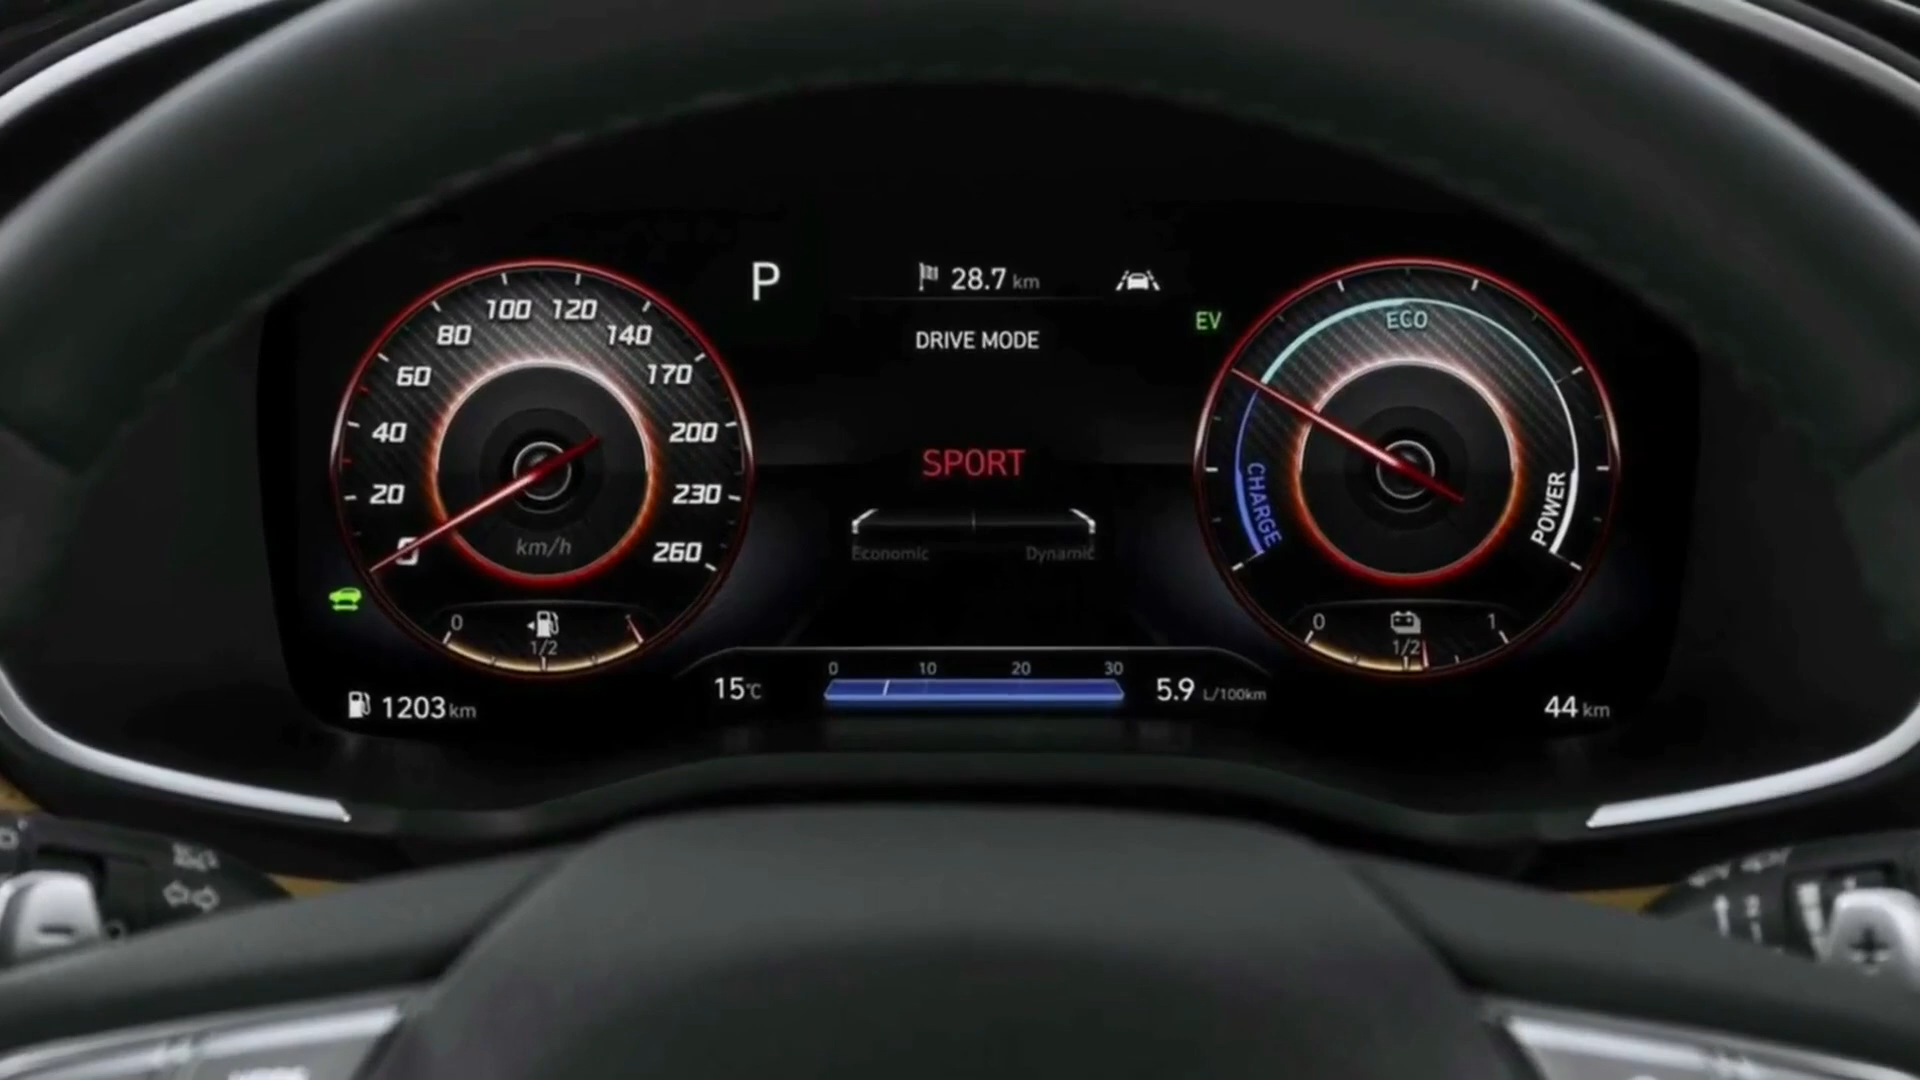 P
28.7 km
DRIVE MODE
SPORT
Economic
Dynamic
0
20
40
60
80
100
120
140
170
200
230
260
km/h
0
1/2
1
1203 km
15°C
0 10 20 30
5.9 L/100km
EV
ECO
CHARGE
POWER
0
1/2
1
44 km